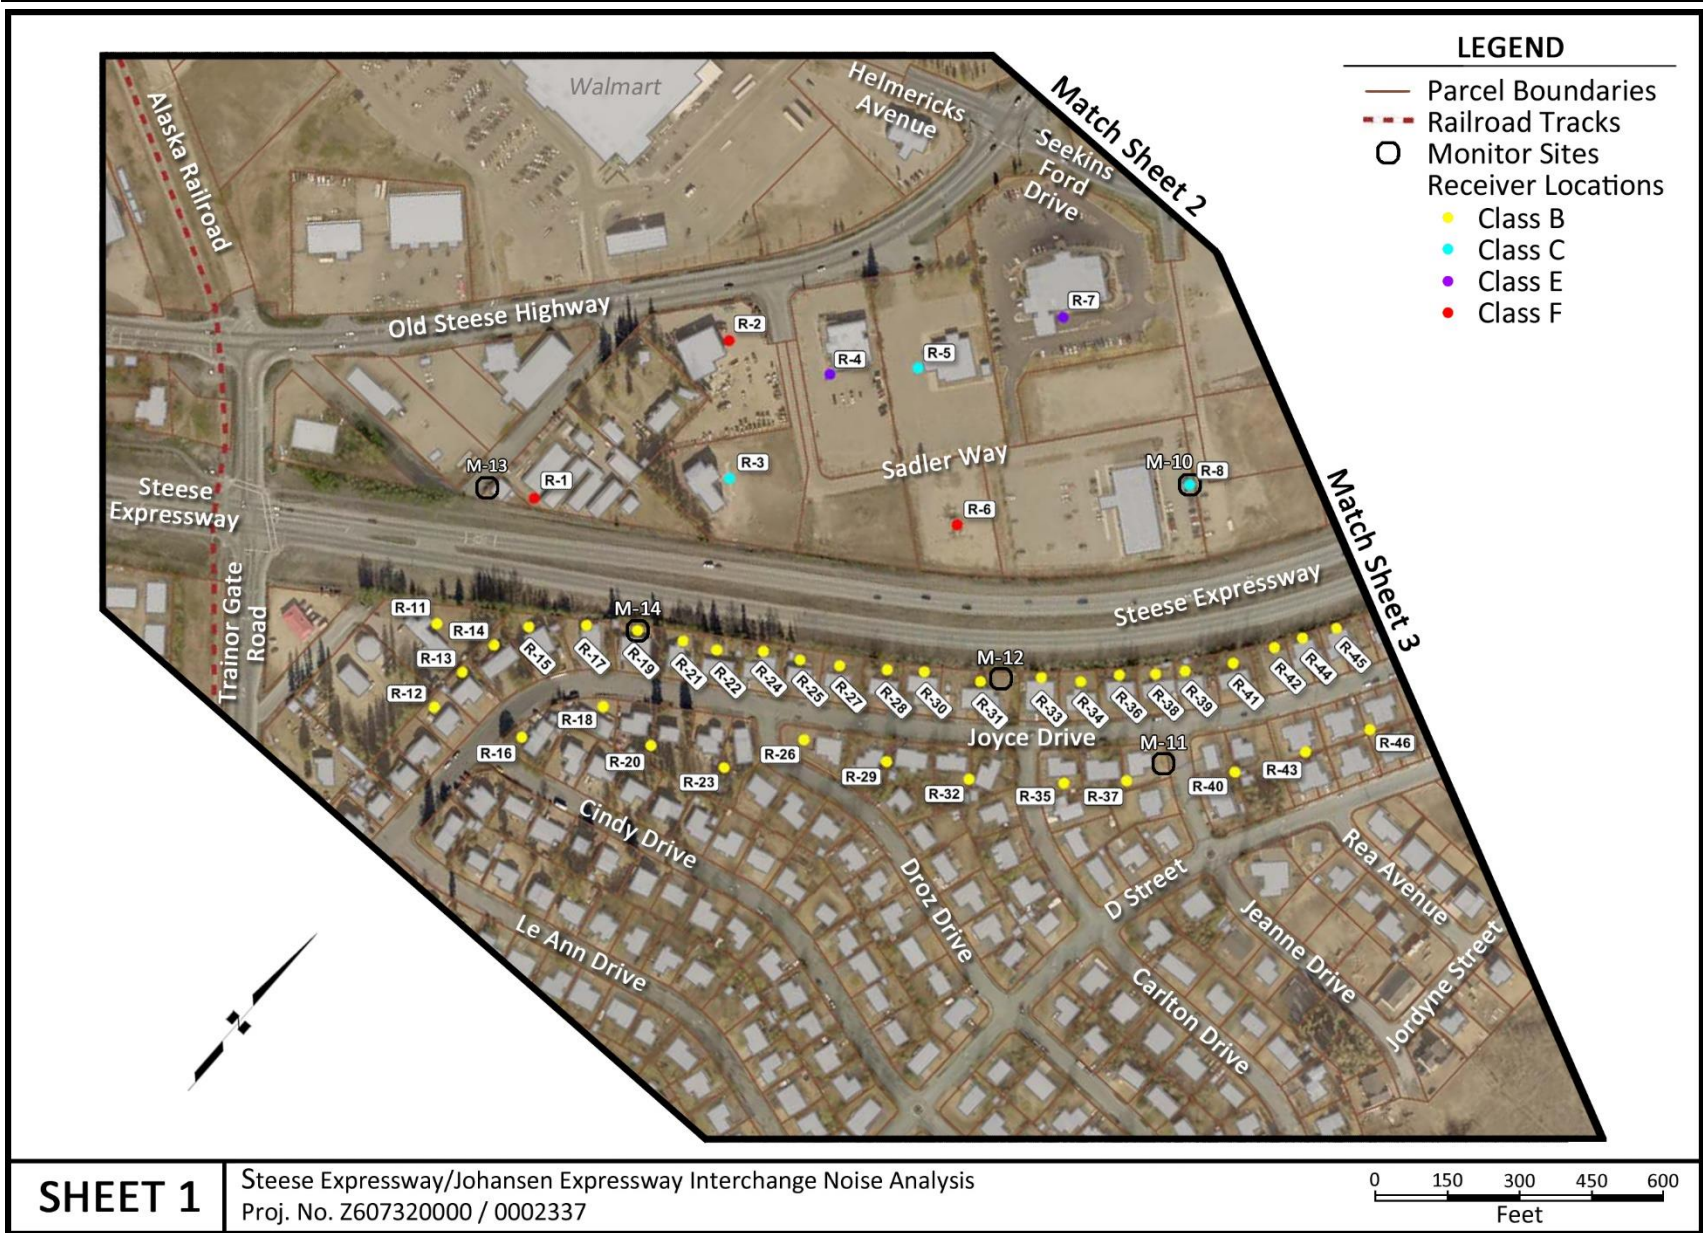 LEGEND
Parcel Boundaries
Railroad Tracks
Monitor Sites
Receiver Locations
Class B
Class C
Class E
Class F
Walmart
Helmericks
Avenue
Match Sheet 2
Seekins
Ford
Drive
Alaska Railroad
Old Steese Highway
R-2
R-7
R-4
R-5
Sadler Way
M-13
R-1
R-3
M-10
R-8
R-6
Match Sheet 3
Steese
Expressway
Steese Expressway
Trainor Gate
Road
R-11
R-14
R-13
R-12
R-15
R-17
M-14
R-19
R-21
R-22
R-24
R-25
R-27
R-28
R-30
M-12
R-31
R-33
R-34
R-36
R-38
R-39
R-41
R-42
R-44
R-45
R-18
R-16
R-20
R-23
R-26
R-29
R-32
Joyce Drive
M-11
R-35
R-37
R-40
R-43
R-46
Cindy Drive
Le Ann Drive
Droz Drive
D Street
Carlton Drive
Jeanne Drive
Rea Avenue
Jordyne Street
N
SHEET 1
Steese Expressway/Johansen Expressway Interchange Noise Analysis
Proj. No. Z607320000 / 0002337
0 150 300 450 600
Feet